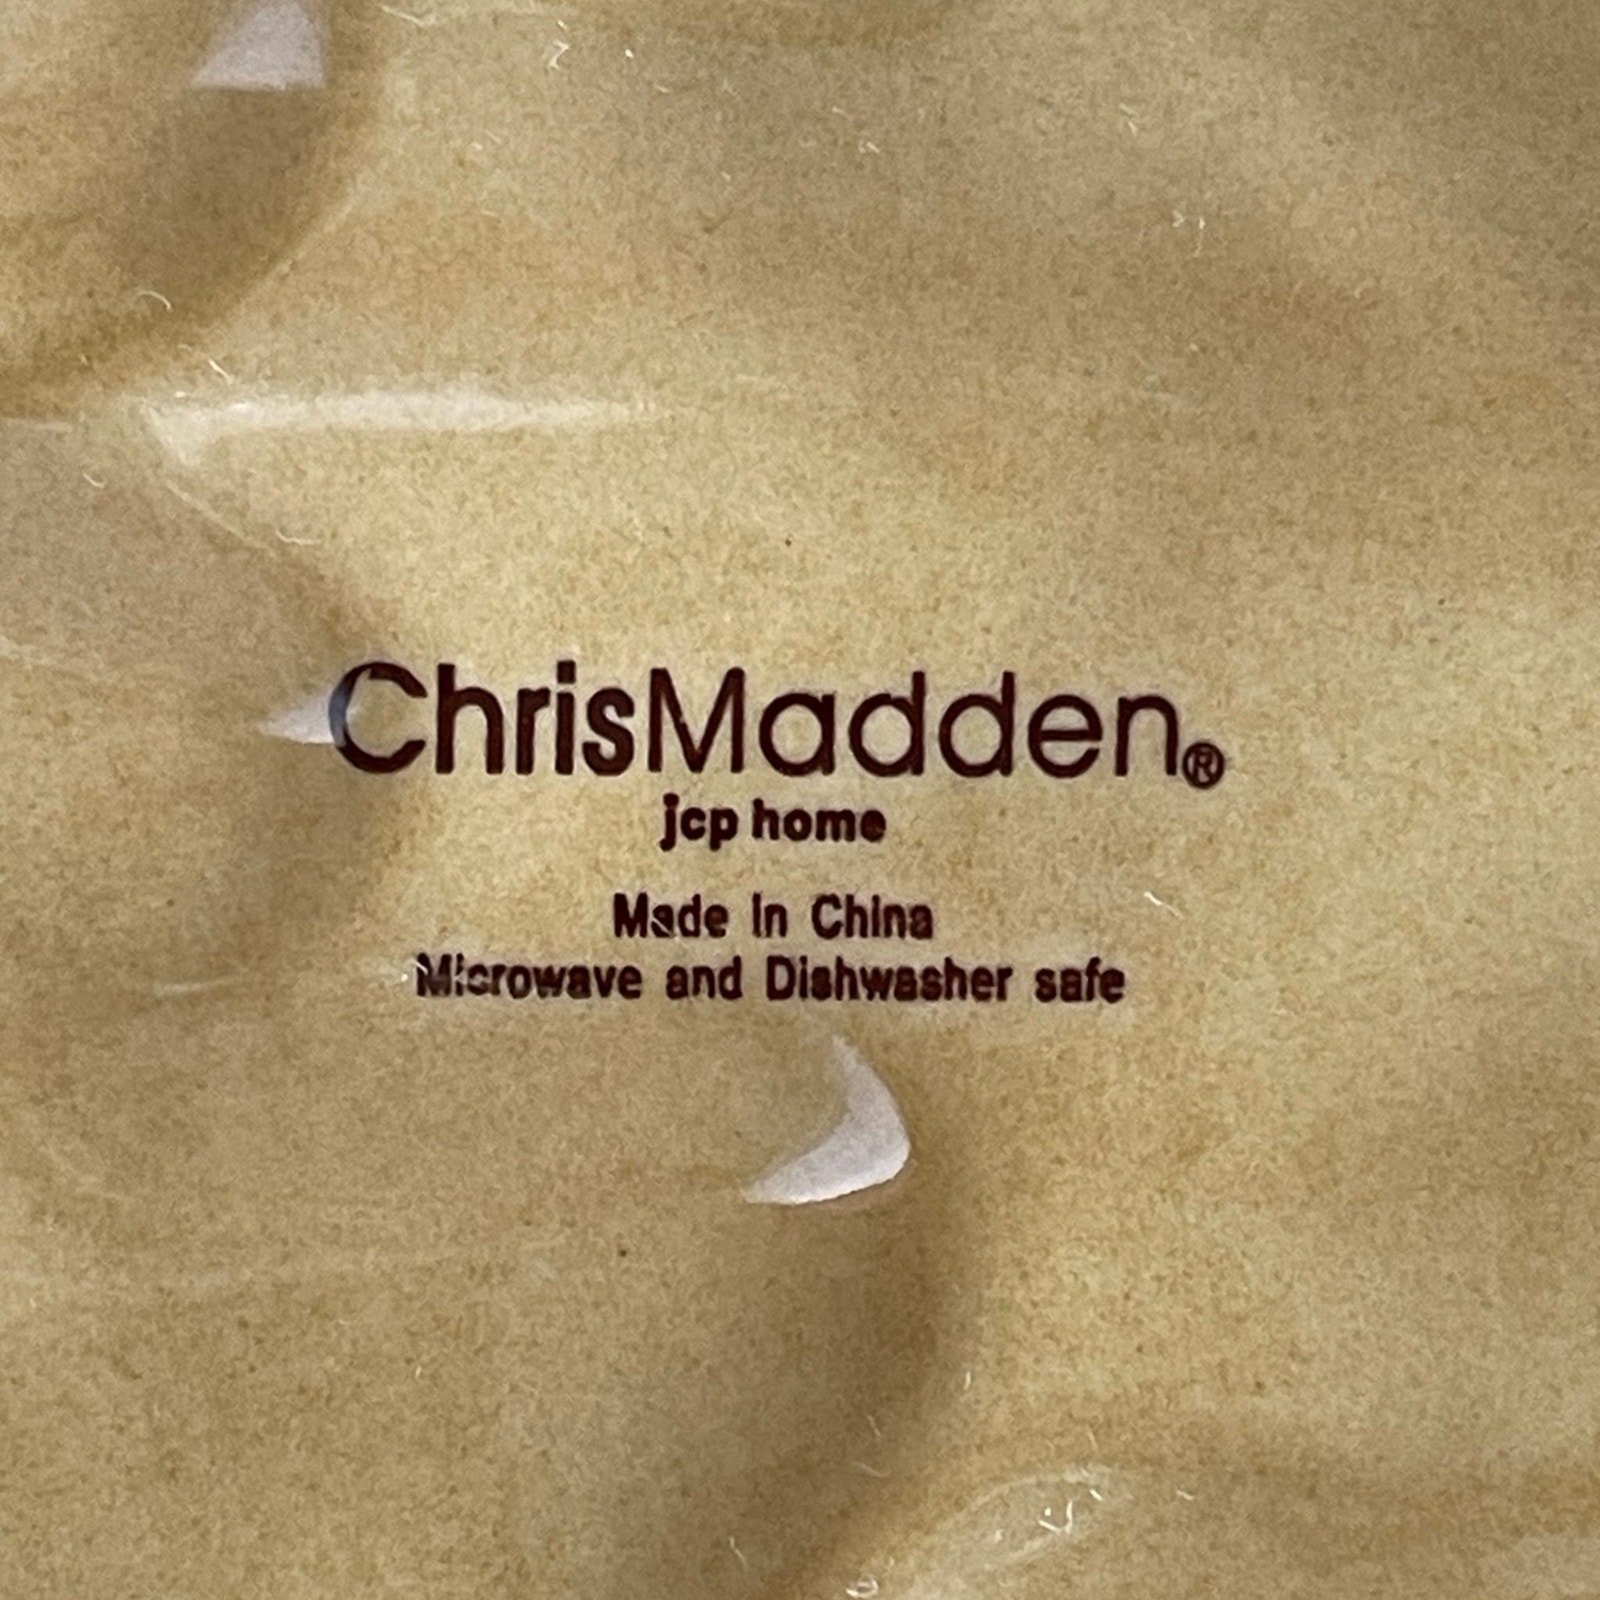 ChrisMadden®
jcp home
Made In China
Microwave and Dishwasher safe